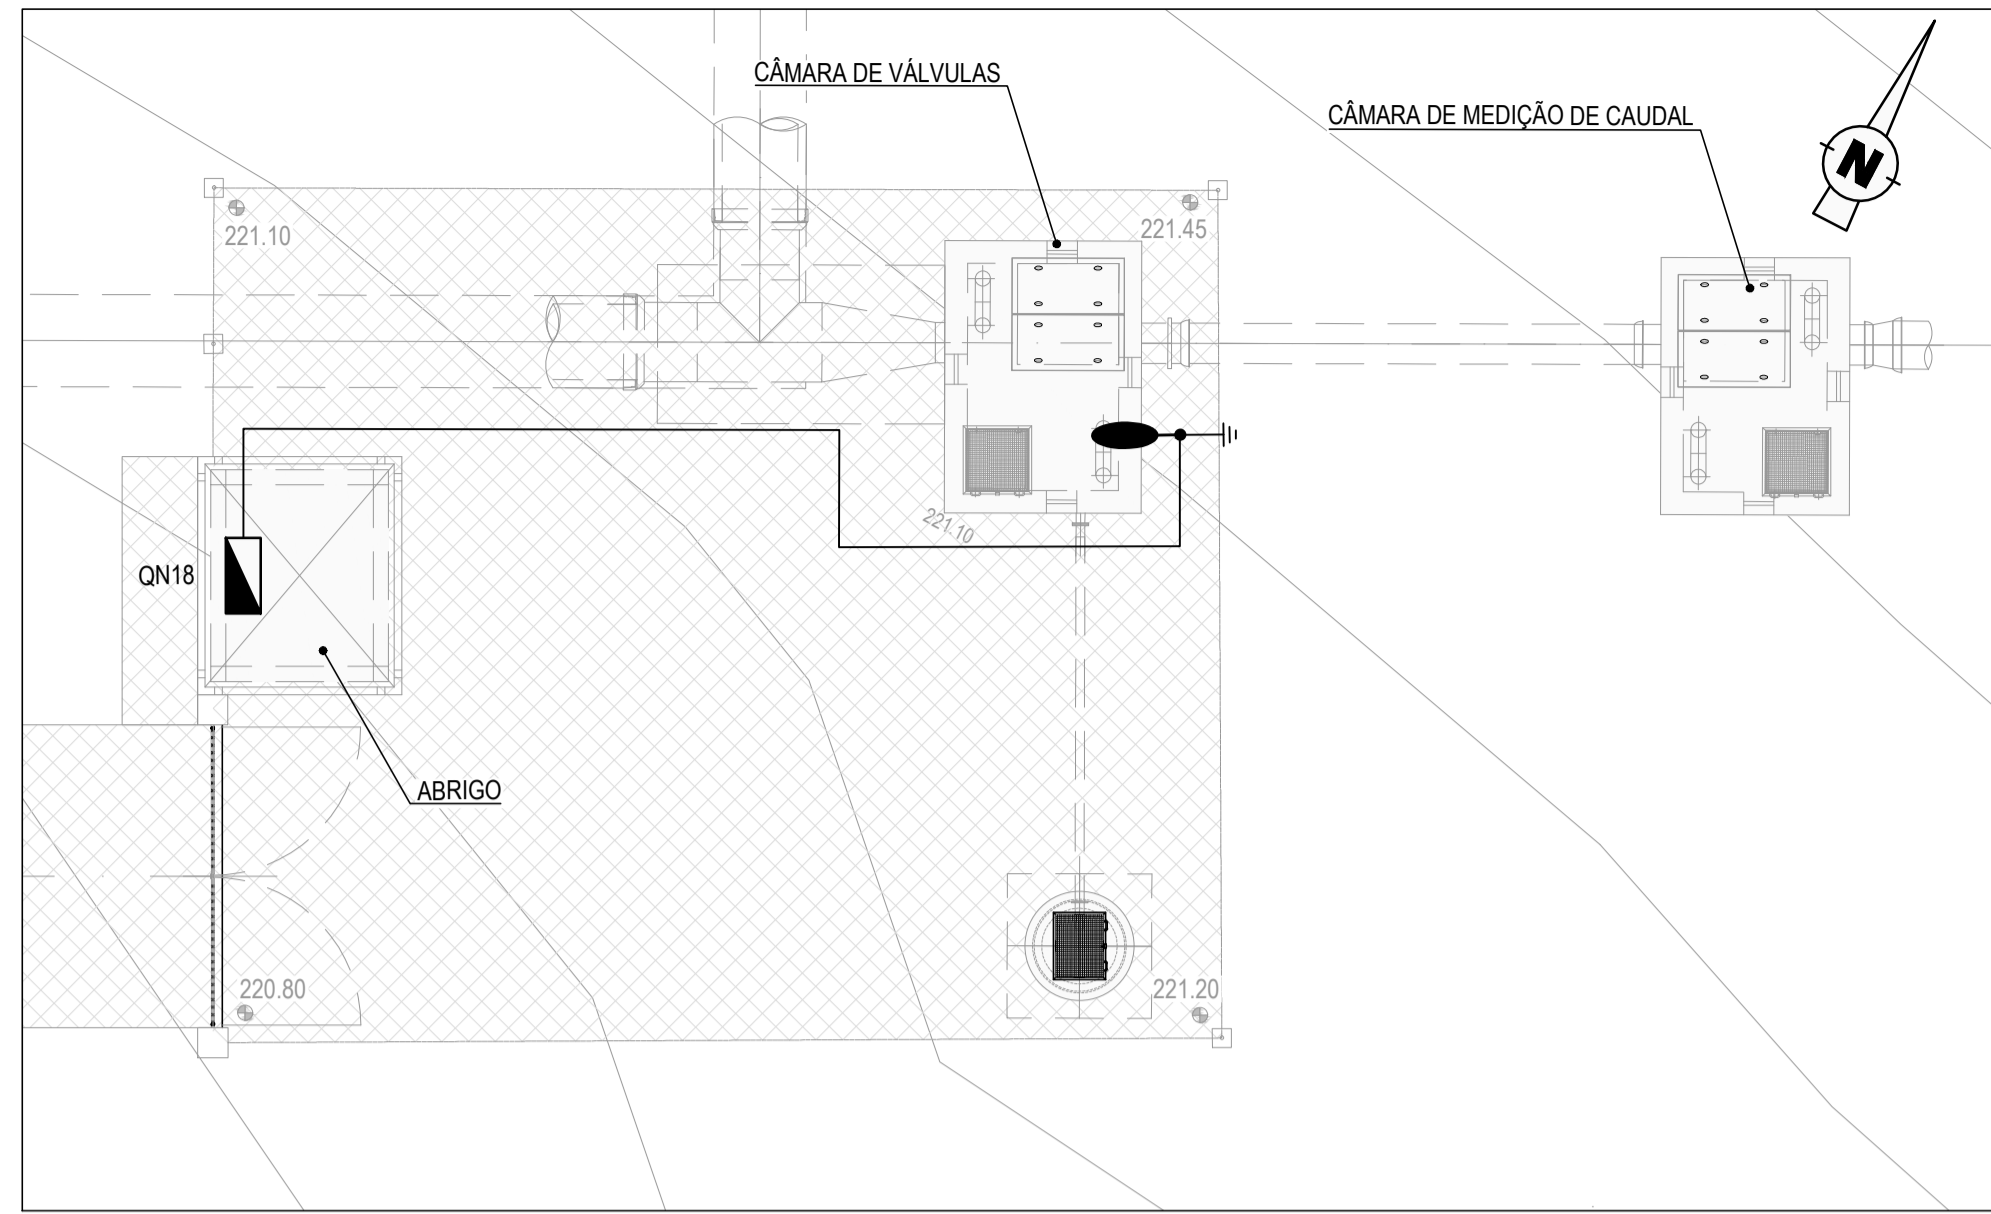 CÂMARA DE VÁLVULAS
CÂMARA DE MEDIÇÃO DE CAUDAL
N
221.10
221.45
221.10
QN18
ABRIGO
220.80
221.20